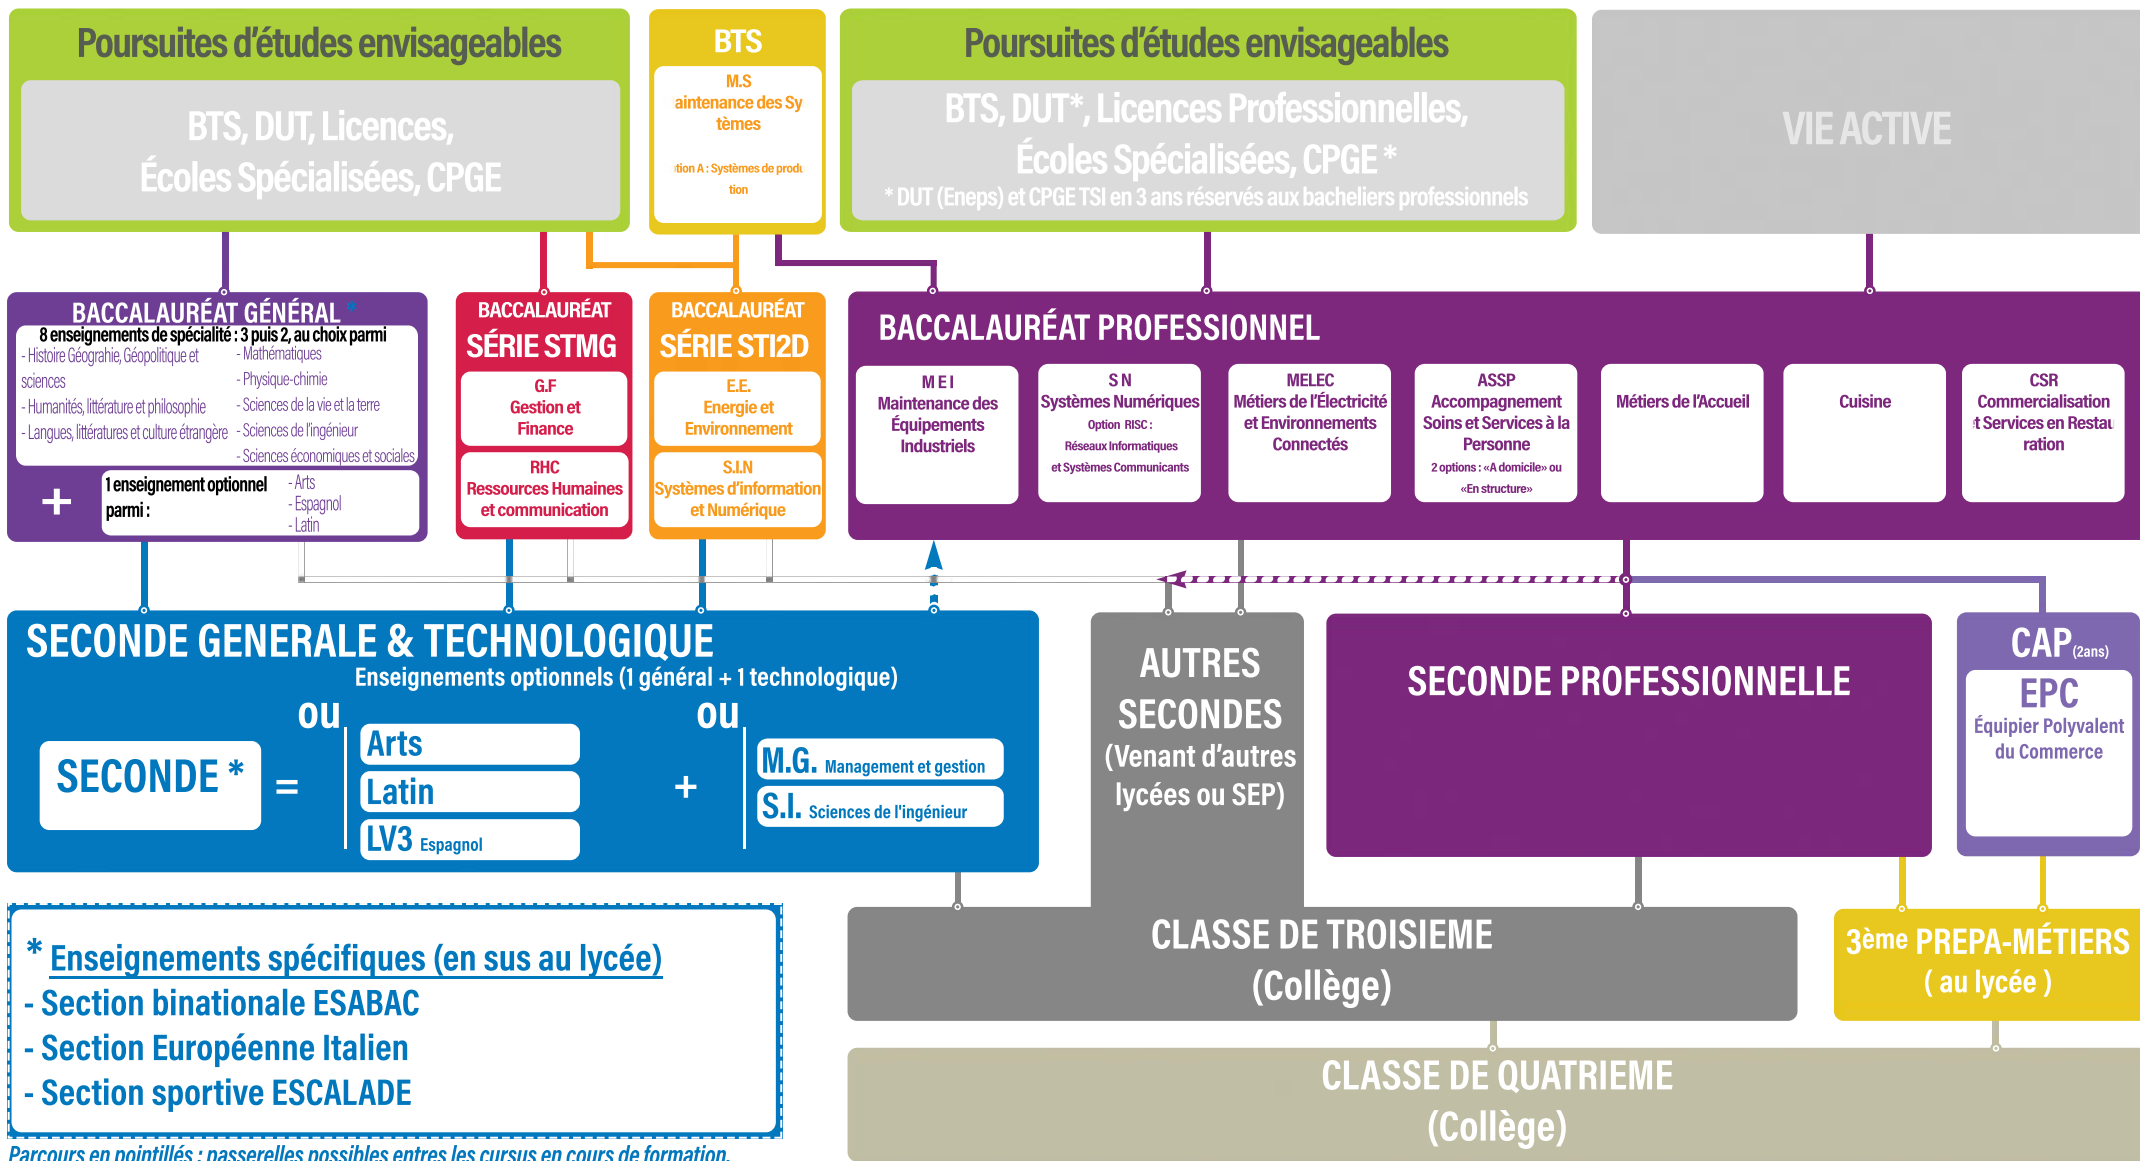 Poursuites d'études envisageables
BTS, DUT, Licences,
Écoles Spécialisées, CPGE
BTS
M.S
aintenance des Sy
tèmes
tion A : Systèmes de produ
tion
Poursuites d'études envisageables
BTS, DUT*, Licences Professionnelles,
Écoles Spécialisées, CPGE *
* DUT (Eneps) et CPGE TSI en 3 ans réservés aux bacheliers professionnels
VIE ACTIVE
BACCALAURÉAT GÉNÉRAL *
8 enseignements de spécialité : 3 puis 2, au choix parmi
- Histoire Géograhie, Géopolitique et
sciences
- Humanités, littérature et philosophie
- Langues, littératures et culture étrangère
- Mathématiques
- Physique-chimie
- Sciences de la vie et la terre
- Sciences de l'ingénieur
- Sciences économiques et sociales
+
1 enseignement optionnel
parmi :
- Arts
- Espagnol
- Latin
BACCALAURÉAT
SÉRIE STMG
G.F
Gestion et
Finance
RHC
Ressources Humaines
et communication
BACCALAURÉAT
SÉRIE STI2D
E.E.
Energie et
Environnement
S.I.N
Systèmes d'information
et Numérique
BACCALAURÉAT PROFESSIONNEL
M E I
Maintenance des
Équipements
Industriels
S N
Systèmes Numériques
Option RISC :
Réseaux Informatiques
et Systèmes Communicants
MELEC
Métiers de l'Électricité
et Environnements
Connectés
ASSP
Accompagnement
Soins et Services à la
Personne
2 options : «A domicile» ou
«En structure»
Métiers de l'Accueil
Cuisine
CSR
Commercialisation
t Services en Restau
ration
SECONDE GENERALE & TECHNOLOGIQUE
Enseignements optionnels (1 général + 1 technologique)
SECONDE *
=
ou
Arts
Latin
LV3 Espagnol
+
ou
M.G. Management et gestion
S.I. Sciences de l'ingénieur
AUTRES
SECONDES
(Venant d'autres
lycées ou SEP)
SECONDE PROFESSIONNELLE
CAP (2ans)
EPC
Équipier Polyvalent
du Commerce
* Enseignements spécifiques (en sus au lycée)
- Section binationale ESABAC
- Section Européenne Italien
- Section sportive ESCALADE
CLASSE DE TROISIEME
(Collège)
3ème PREPA-MÉTIERS
( au lycée )
CLASSE DE QUATRIEME
(Collège)
Parcours en pointillés : passerelles possibles entres les cursus en cours de formation.